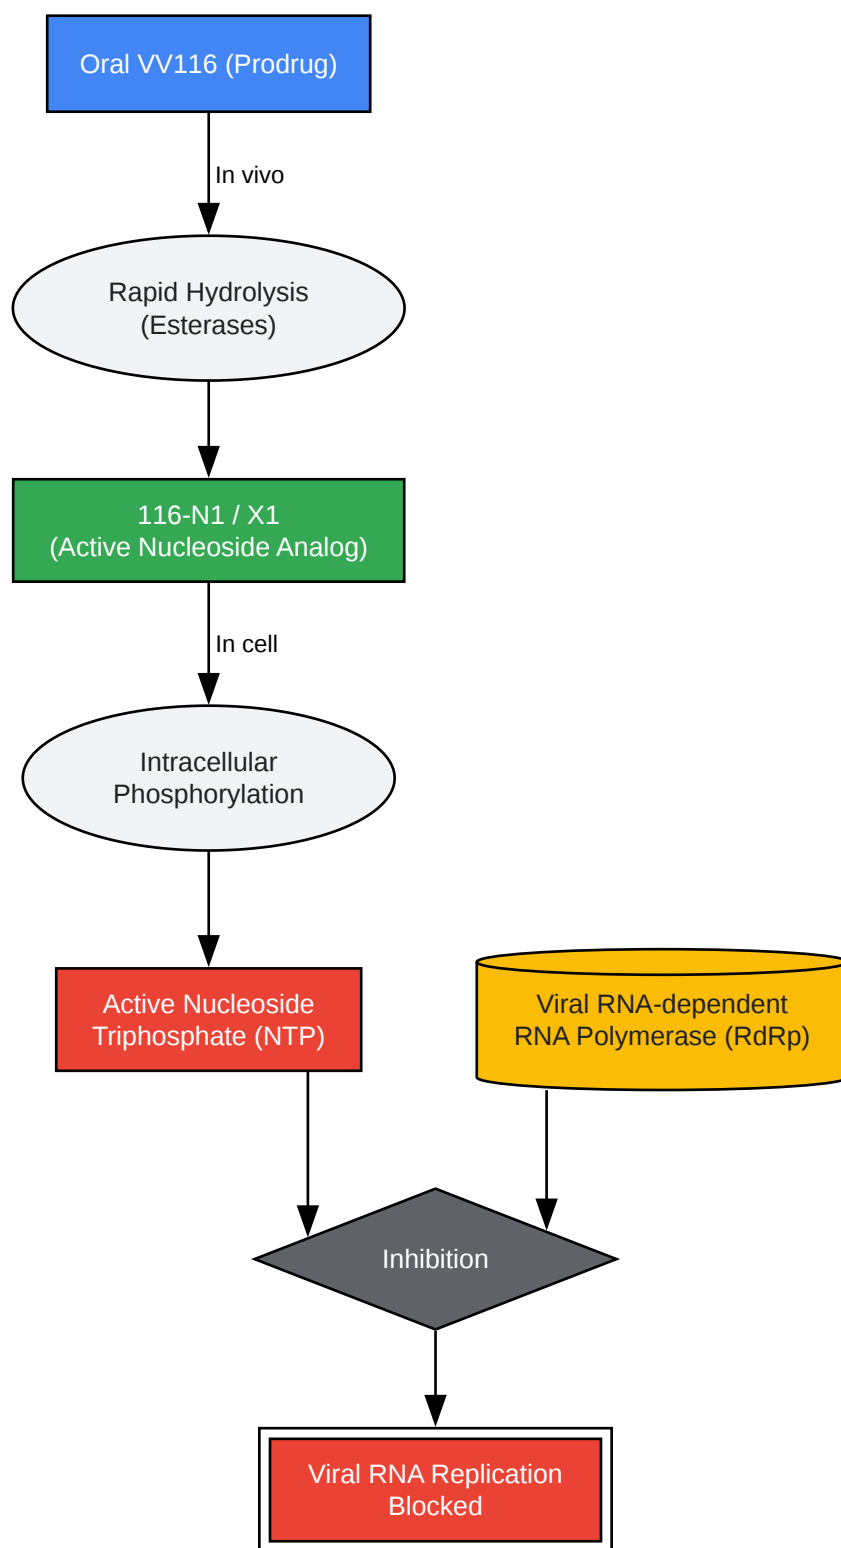 Oral VV116 (Prodrug)
In vivo
Rapid Hydrolysis
(Esterases)
116-N1 / X1
(Active Nucleoside Analog)
In cell
Intracellular
Phosphorylation
Active Nucleoside
Triphosphate (NTP)
Viral RNA-dependent
RNA Polymerase (RdRp)
Inhibition
Viral RNA Replication
Blocked